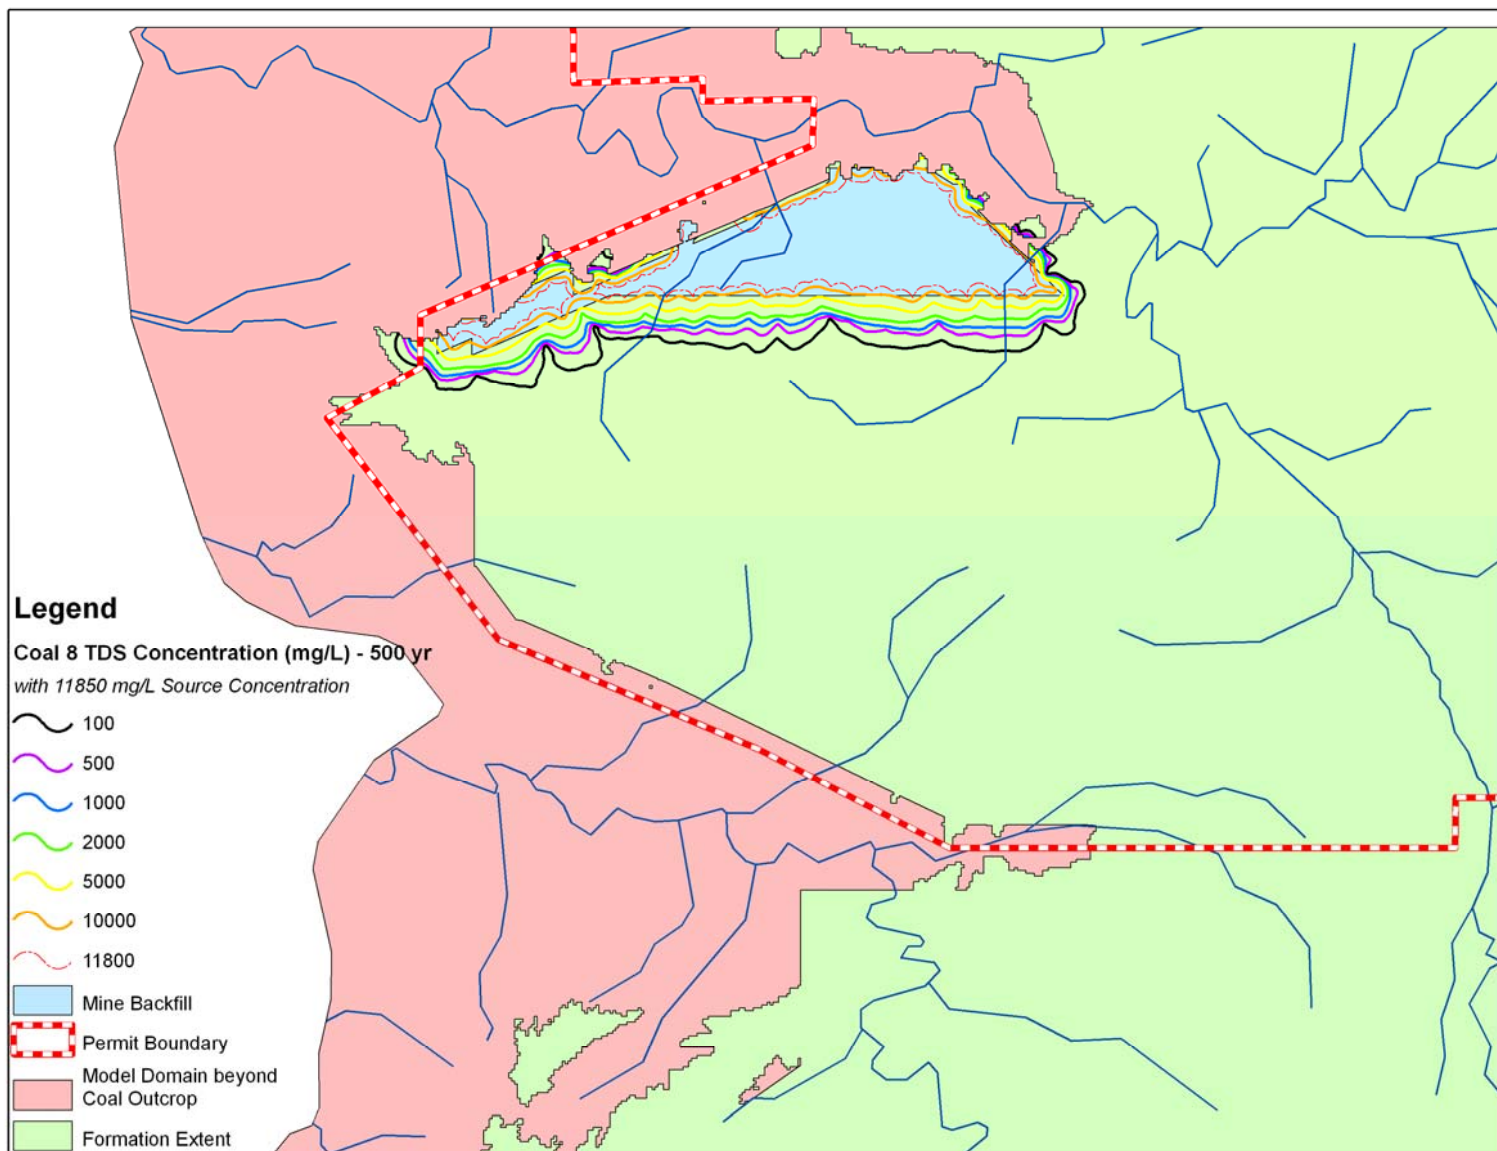 Legend
Coal 8 TDS Concentration (mg/L) - 500 yr
with 11850 mg/L Source Concentration
100
500
1000
2000
5000
10000
11800
Mine Backfill
Permit Boundary
Model Domain beyond
Coal Outcrop
Formation Extent